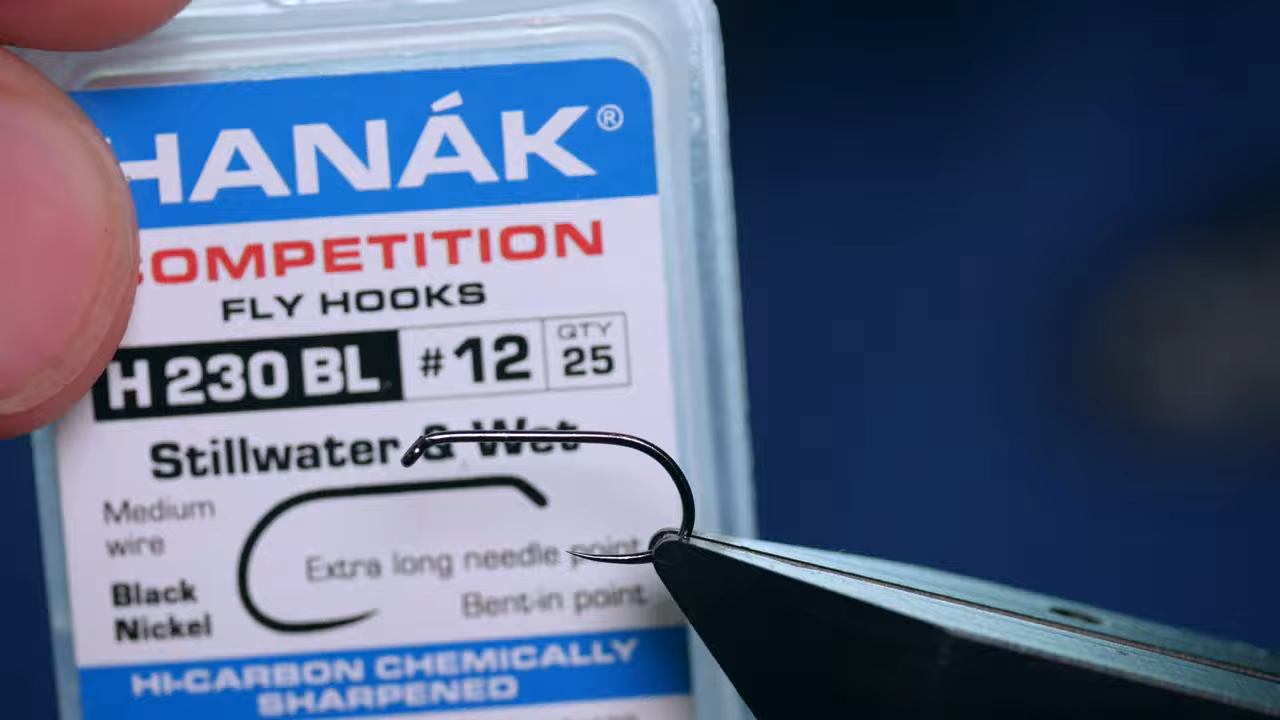 HANÁK®
COMPETITION
FLY HOOKS
H 230 BL #12 QTY 25
Stillwater & Wet
Medium
wire
Extra long needle point
Bent-in point
Black
Nickel
HI-CARBON CHEMICALLY
SHARPENED